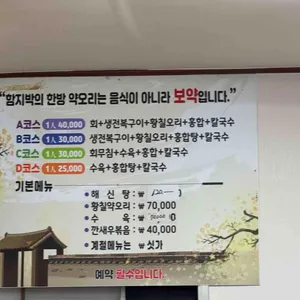 "함지박의 한방 약오리는 음식이 아니라 보약입니다."
A코스 1人 40,000 회+생전복구이+황칠오리+홍합+칼국수
B코스 1人 30,000 생전복구이+황칠오리+홍합탕+칼국수
C코스 1人 30,000 회무침+수육+홍합+칼국수
D코스 1人 25,000 수육+홍합탕+칼국수
기본메뉴
• 해 신 탕: ₩
• 황칠약오리: ₩ 70,000
• 수 육: ₩
• 깐새우볶음: ₩ 40,000
• 계절메뉴는 싯가
예약 필수입니다.